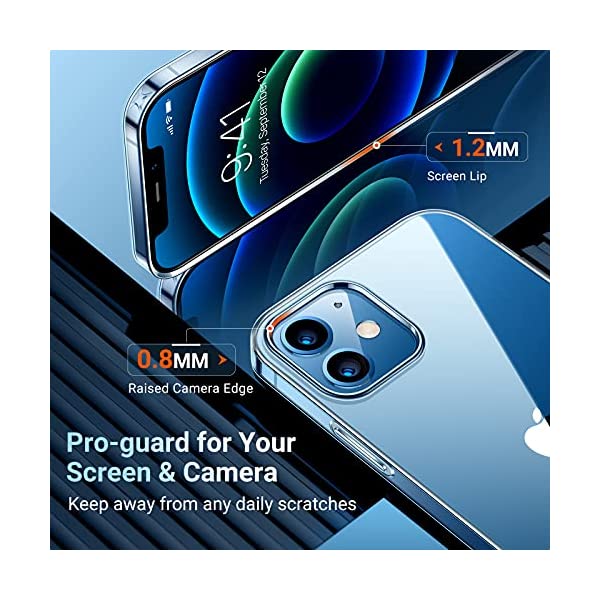 9:41
Tuesday, September 12
1.2MM
Screen Lip
0.8MM
Raised Camera Edge
Pro-guard for Your
Screen & Camera
Keep away from any daily scratches